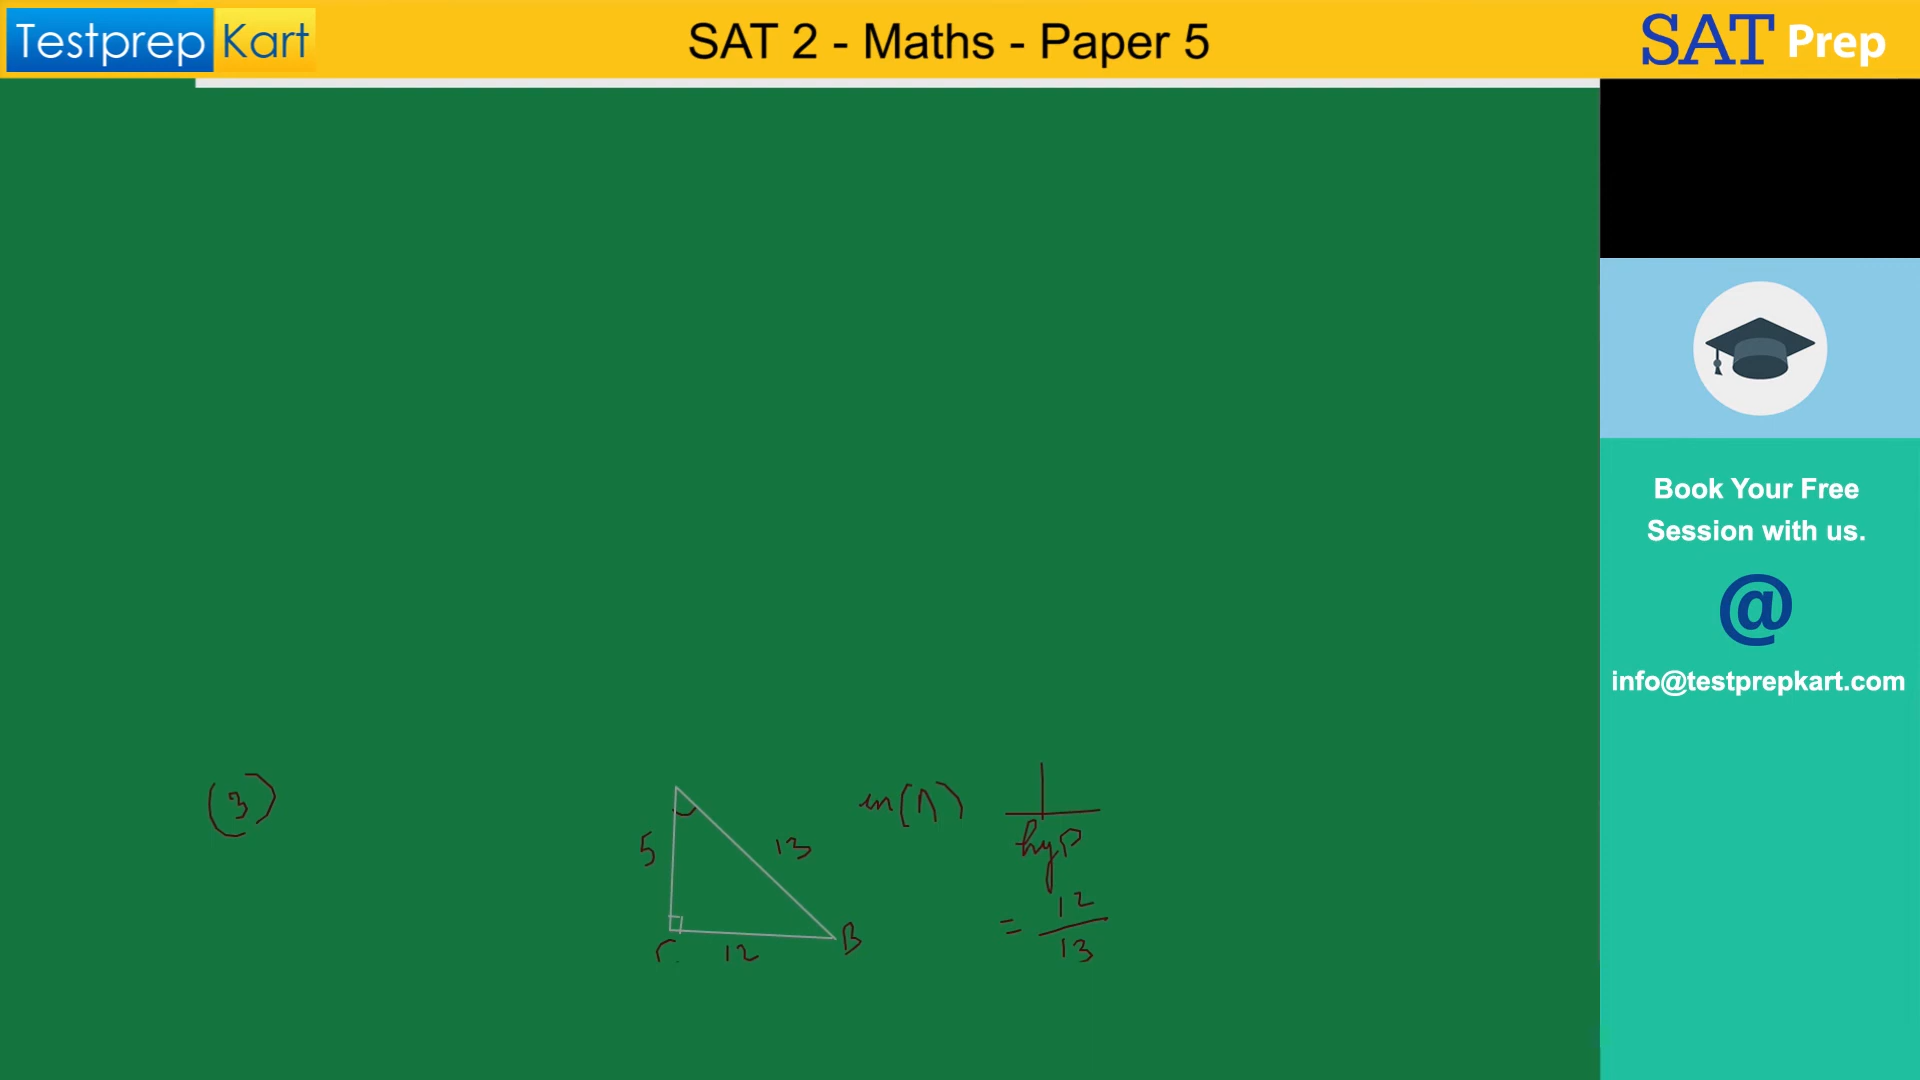 Testprep Kart
SAT 2 - Maths - Paper 5
SAT Prep
Book Your Free
Session with us.
@
info@testprepkart.com
(3)
5
13
12
B
in(A)
hyp
= 12
13